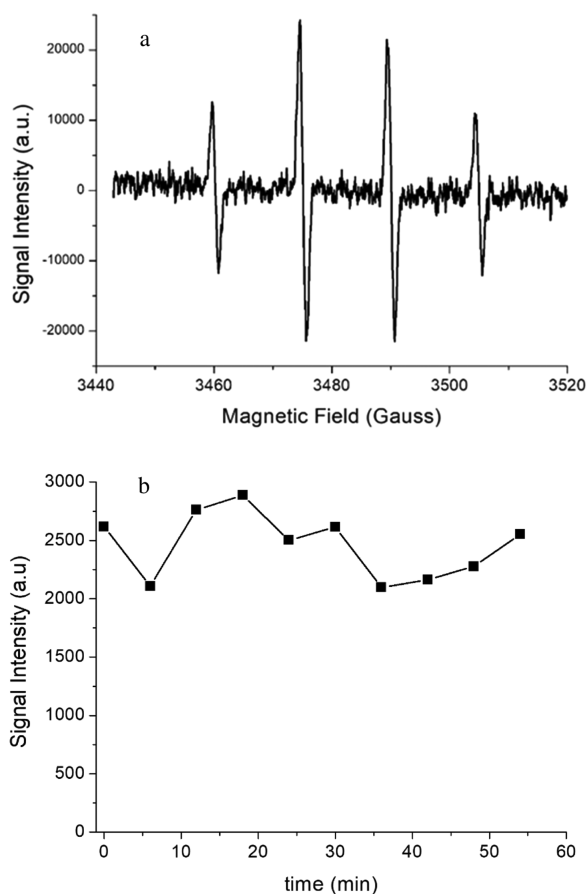 a
20000
10000
0
-10000
-20000
Signal Intensity (a.u.)
3440 3460 3480 3500 3520
Magnetic Field (Gauss)
b
3000
2500
2000
1500
1000
500
0
Signal Intensity (a.u)
0 10 20 30 40 50 60
time (min)